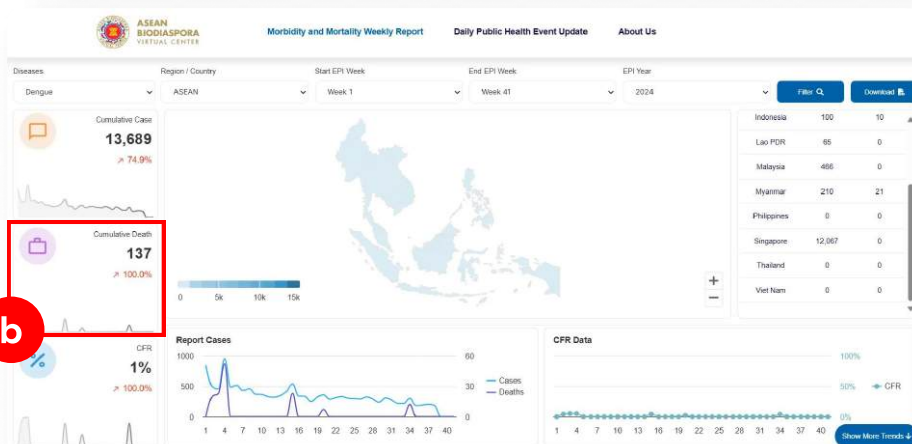 ASEAN
BIODIASPORA
VIRTUAL CENTER
Morbidity and Mortality Weekly Report
Daily Public Health Event Update
About Us
Diseases
Region / Country
Start EPI Week
End EPI Week
EPI Year
Dengue
ASEAN
Week 1
Week 41
2024
Filter
Download
Cumulative Case
13,689
↗ 74.9%
Cumulative Death
137
↗ 100.0%
b
CFR
1%
↗ 100.0%
0 5k 10k 15k
+
−
Indonesia 100 10
Lao PDR 65 0
Malaysia 466 0
Myanmar 210 21
Philippines 0 0
Singapore 12,067 0
Thailand 0 0
Viet Nam 0 0
Report Cases
1000
500
0
60
30
0
Cases
Deaths
1 4 7 10 13 16 19 22 25 28 31 34 37 40
CFR Data
100%
50%
0%
CFR
1 4 7 10 13 16 19 22 25 28 31 34 37 40
Show More Trends ↓